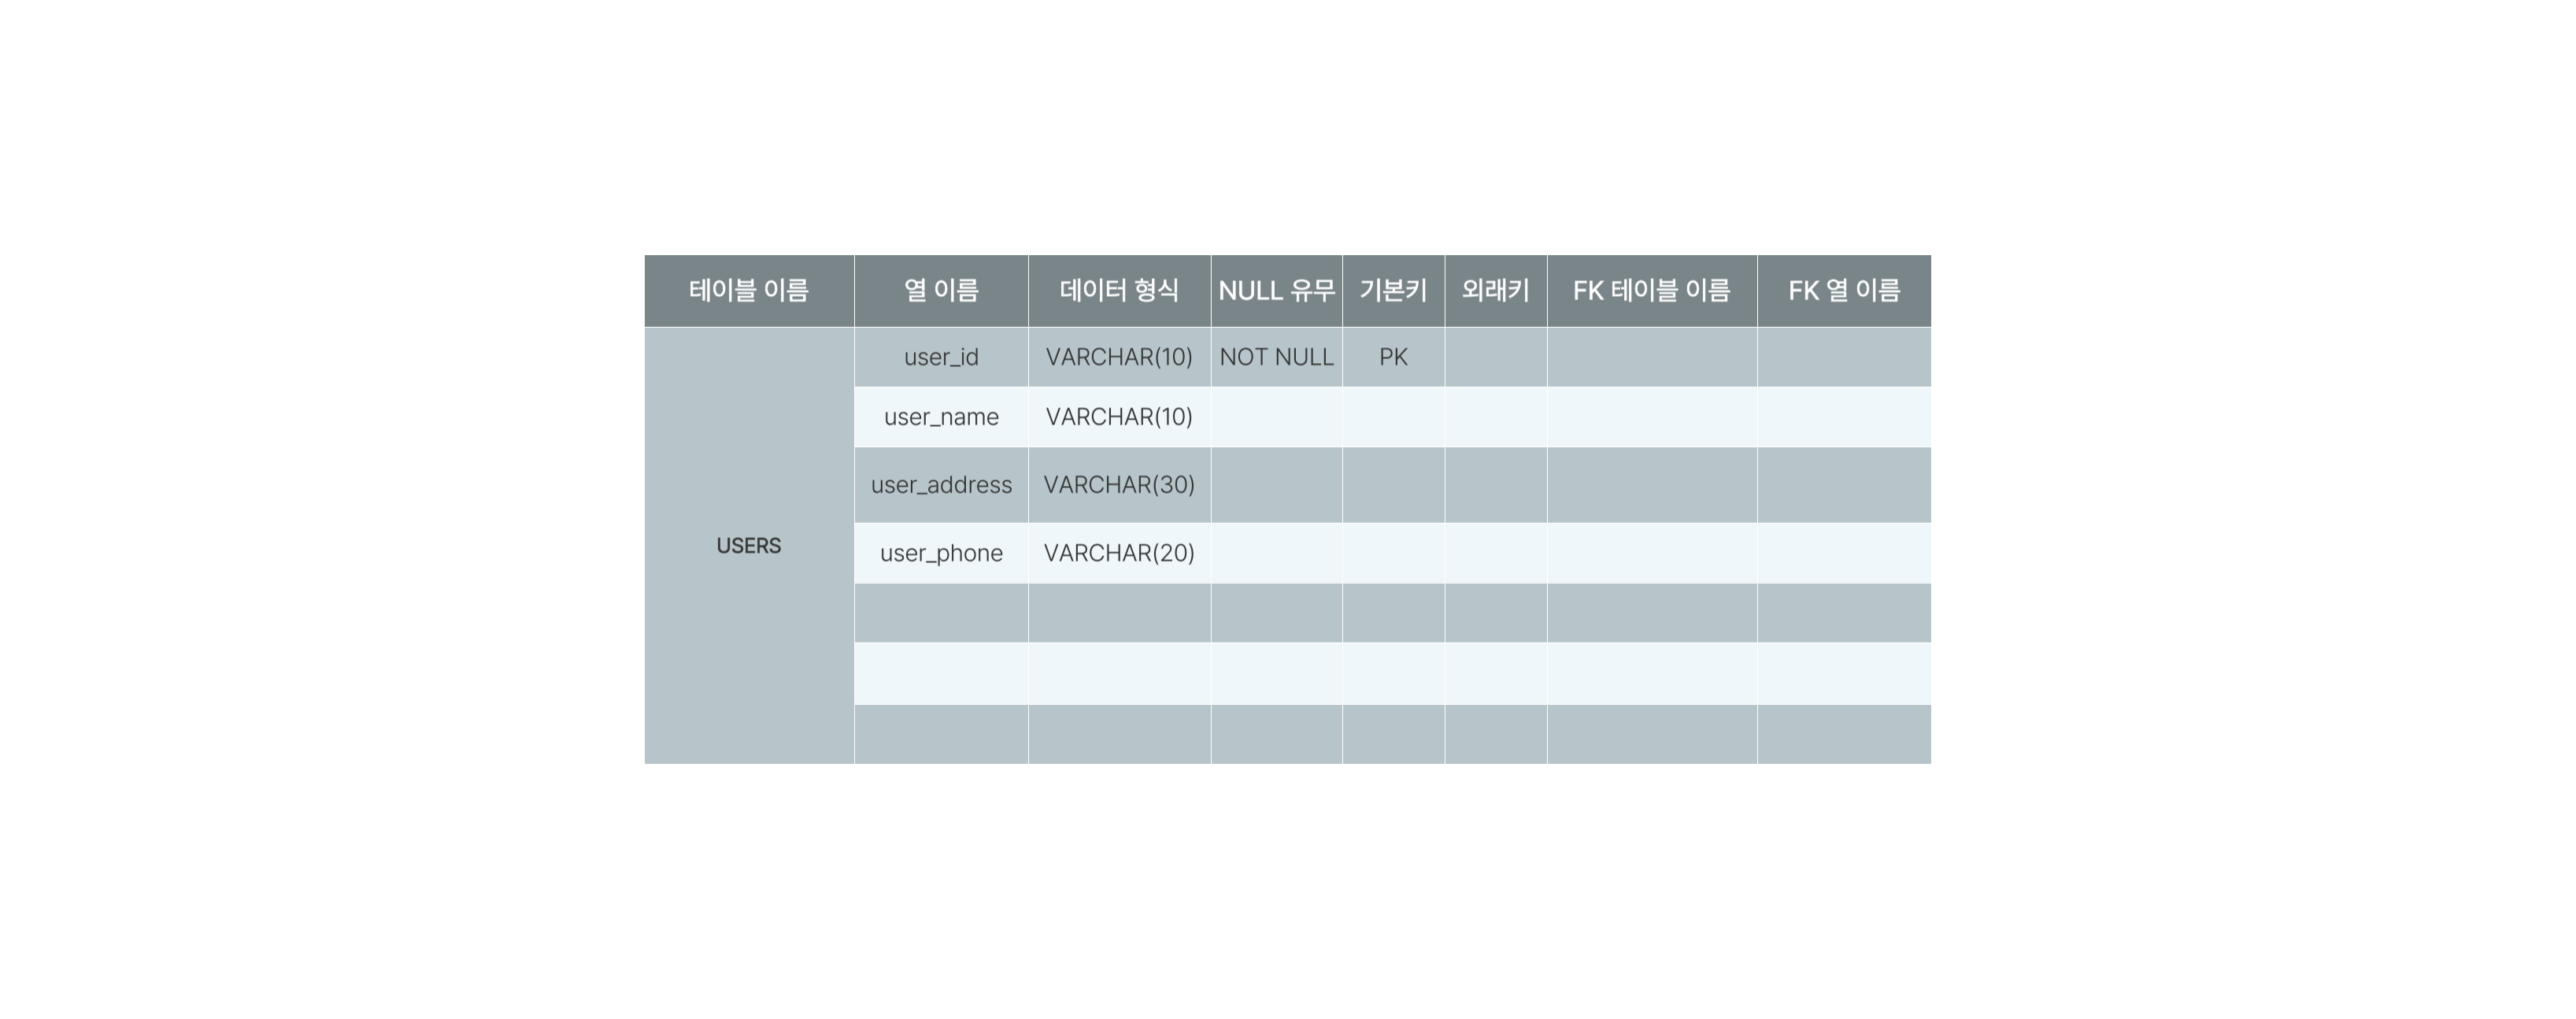 테이블 이름 열 이름 데이터 형식 NULL 유무 기본키 외래키 FK 테이블 이름 FK 열 이름
user_id VARCHAR(10) NOT NULL PK
user_name VARCHAR(10)
user_address VARCHAR(30)
USERS user_phone VARCHAR(20)